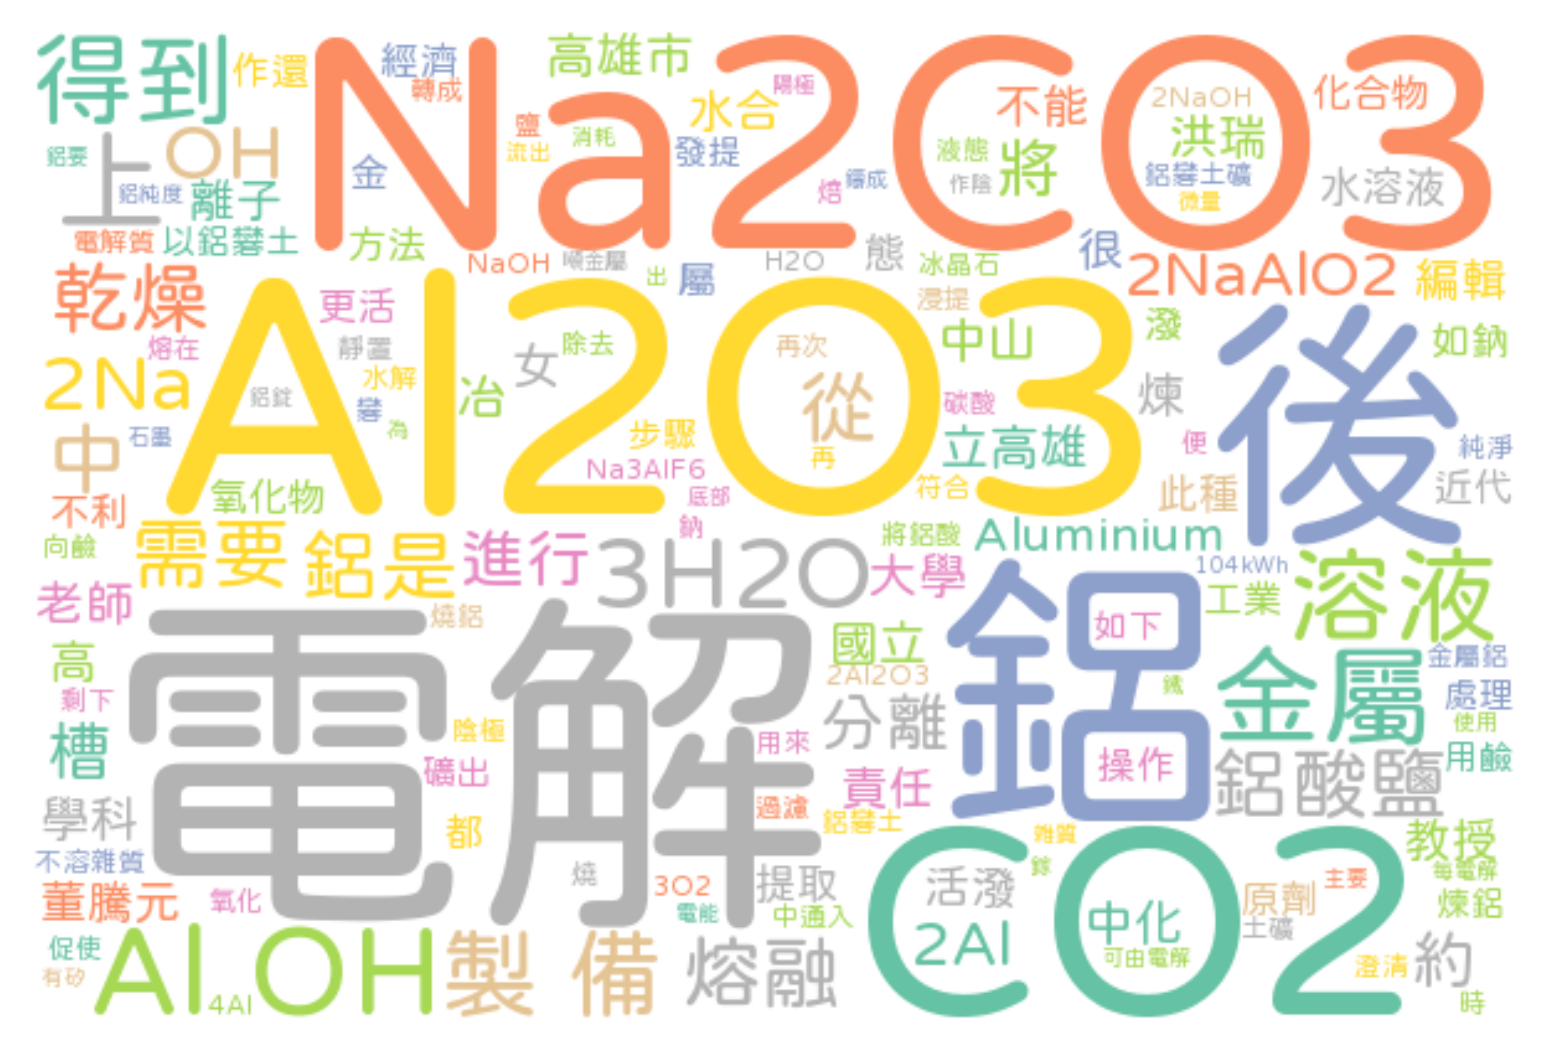 得到
作還
經濟
轉成
Na2CO3
高雄市
陽極
水合
不能
2NaOH
化合物
鋁要
上
OH
鋁純度
離子
金
鹽
流出
消耗
發提
焙
鑄成
液態
作陰
將
洪瑞
鋁礬土礦
微量
水溶液
電解質
以鋁礬土
方法
NaOH
噸金屬
出
屬
H2O
態
冰晶石
很
2NaAlO2
編輯
乾燥
更活
浸提
熔在
靜置
Al2O3
女
除去
再次
中山
潑
後
如鈉
2Na
鋁錠
水解
礬
為
冶
從
碳酸
煉
石墨
中
步驟
再
立高雄
便
純淨
Na3AlF6
氧化物
底部
符合
此種
近代
不利
鈉
向鹼
需要
鋁是
進行
3H2O
將鋁酸
Aluminium
大學
104kWh
工業
溶液
老師
燒鋁
電解
鋁
如下
國立
高
2Al2O3
鐵
金屬
金屬鋁
剩下
處理
使用
槽
陰極
用來
分離
礦出
操作
用鹼
責任
鋁酸鹽
學科
過濾
鋁礬土
都
雜質
CO2
教授
不溶雜質
燒
3O2
提取
活潑
鎵
每電解
主要
董騰元
氧化
電能
中通入
2Al
中化
原劑
土礦
煉鋁
促使
有矽
Al
4Al
OH
製
備
熔融
可由電解
澄清
約
時